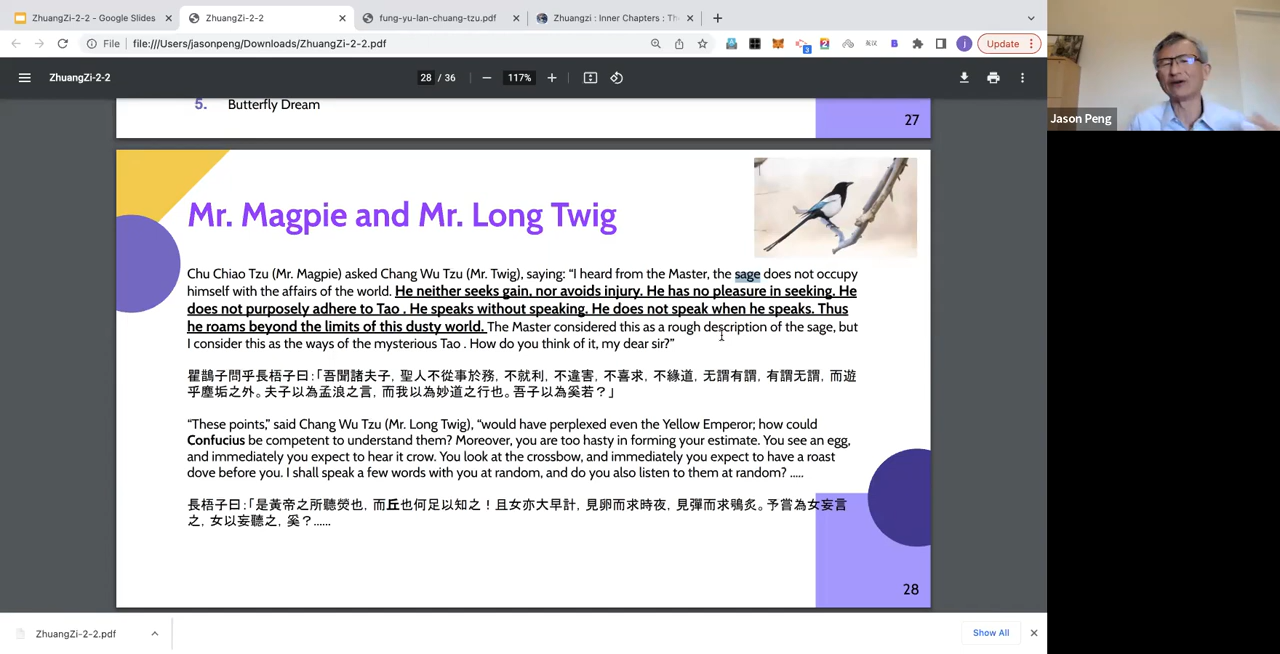 ZhuangZi-2-2 - Google Slides
ZhuangZi-2-2
fung-yu-lan-chuang-tzu.pdf
Zhuangzi : Inner Chapters : Th
File
file:///Users/jasonpeng/Downloads/ZhuangZi-2-2.pdf
Update
ZhuangZi-2-2
28 / 36
117%
Jason Peng
5. Butterfly Dream
27
Mr. Magpie and Mr. Long Twig
Chu Chiao Tzu (Mr. Magpie) asked Chang Wu Tzu (Mr. Twig), saying: “I heard from the Master, the sage does not occupy
himself with the affairs of the world. He neither seeks gain, nor avoids injury. He has no pleasure in seeking. He
does not purposely adhere to Tao . He speaks without speaking. He does not speak when he speaks. Thus
he roams beyond the limits of this dusty world. The Master considered this as a rough description of the sage, but
I consider this as the ways of the mysterious Tao . How do you think of it, my dear sir?”
瞿鵲子問乎長梧子曰：「吾聞諸夫子，聖人不從事於務，不就利，不違害，不喜求，不緣道，无謂有謂，有謂无謂，而遊
乎塵垢之外。夫子以為孟浪之言，而我以為妙道之行也。吾子以為奚若？」
“These points,” said Chang Wu Tzu (Mr. Long Twig), “would have perplexed even the Yellow Emperor; how could
Confucius be competent to understand them? Moreover, you are too hasty in forming your estimate. You see an egg,
and immediately you expect to hear it crow. You look at the crossbow, and immediately you expect to have a roast
dove before you. I shall speak a few words with you at random, and do you also listen to them at random? .....
長梧子曰：「是黃帝之所聽熒也，而丘也何足以知之！且女亦大早計，見卵而求時夜，見彈而求鴞炙。予嘗為女妄言
之，女以妄聽之，奚？......
28
ZhuangZi-2-2.pdf
Show All